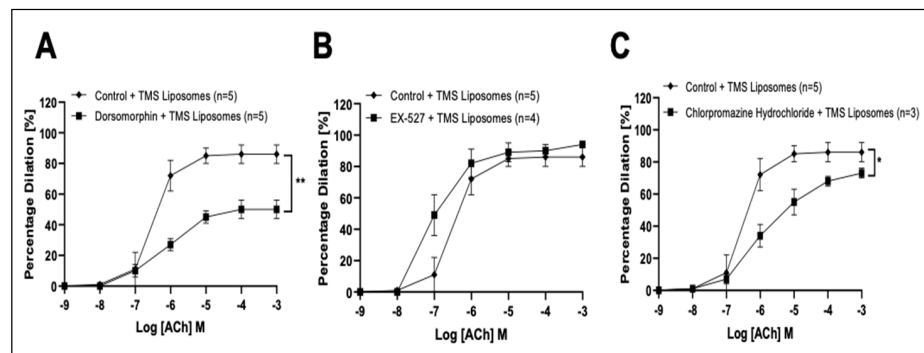 A
Control + TMS Liposomes (n=5)
Dorsomorphin + TMS Liposomes (n=5)
Percentage Dilation [%]
120
100
80
60
40
20
0
**
-9 -8 -7 -6 -5 -4 -3
Log [ACh] M
B
Control + TMS Liposomes (n=5)
EX-527 + TMS Liposomes (n=4)
Percentage Dilation [%]
120
100
80
60
40
20
0
-9 -8 -7 -6 -5 -4 -3
Log [ACh] M
C
Control + TMS Liposomes (n=5)
Chlorpromazine Hydrochloride + TMS Liposomes (n=3)
Percentage Dilation [%]
120
100
80
60
40
20
0
*
-9 -8 -7 -6 -5 -4 -3
Log [ACh] M